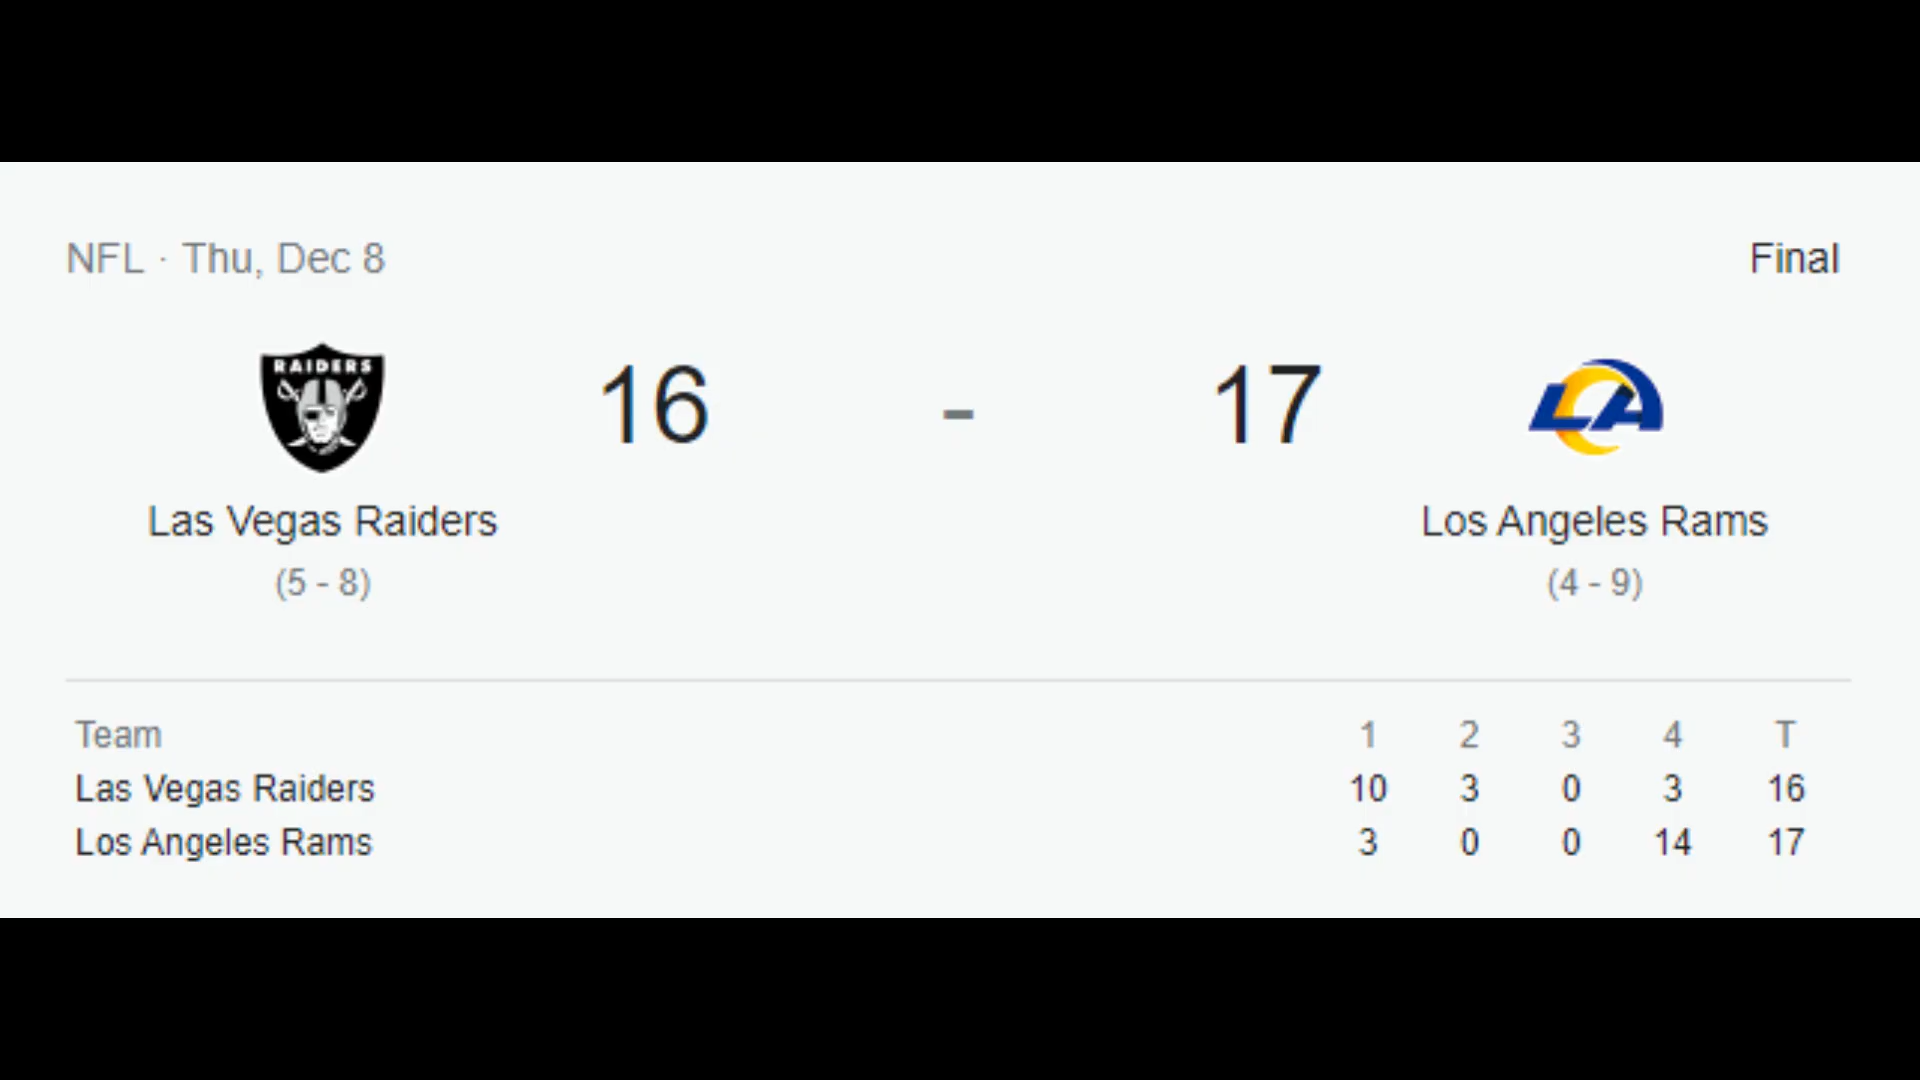 NFL · Thu, Dec 8 Final
RAIDERS
16 - 17
LA
Las Vegas Raiders Los Angeles Rams
(5 - 8) (4 - 9)
Team 1 2 3 4 T
Las Vegas Raiders 10 3 0 3 16
Los Angeles Rams 3 0 0 14 17